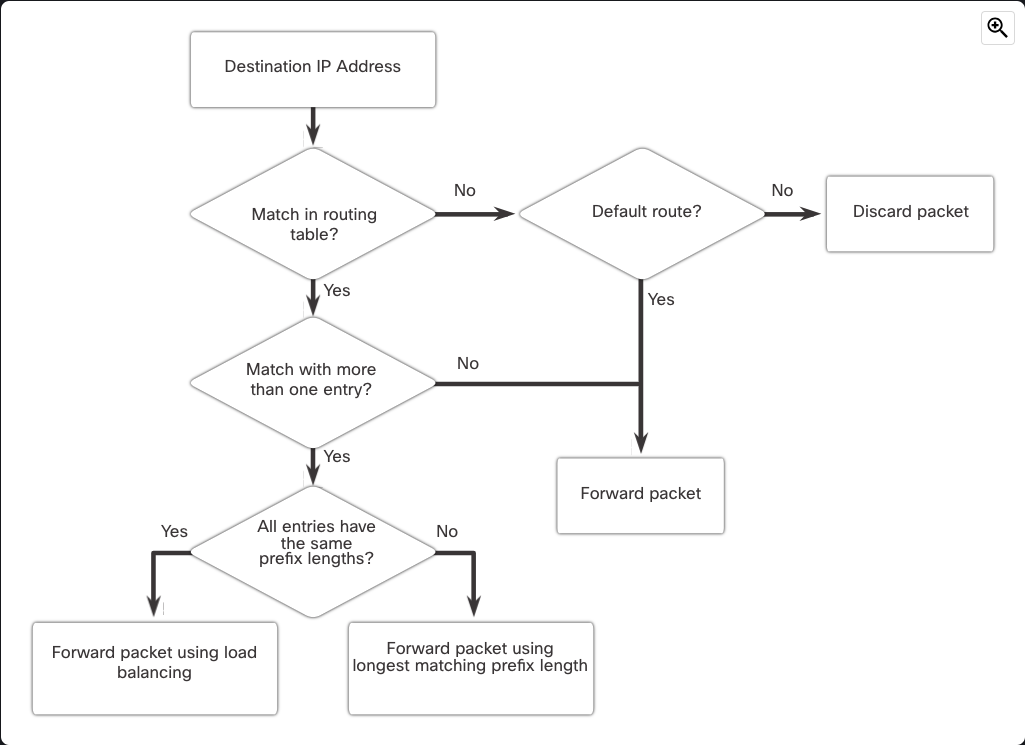 Destination IP Address
Match in routing
table?
No
Default route?
No
Discard packet
Yes
Yes
Match with more
than one entry?
No
Yes
Forward packet
All entries have
the same
prefix lengths?
Yes
No
Forward packet using load
balancing
Forward packet using
longest matching prefix length